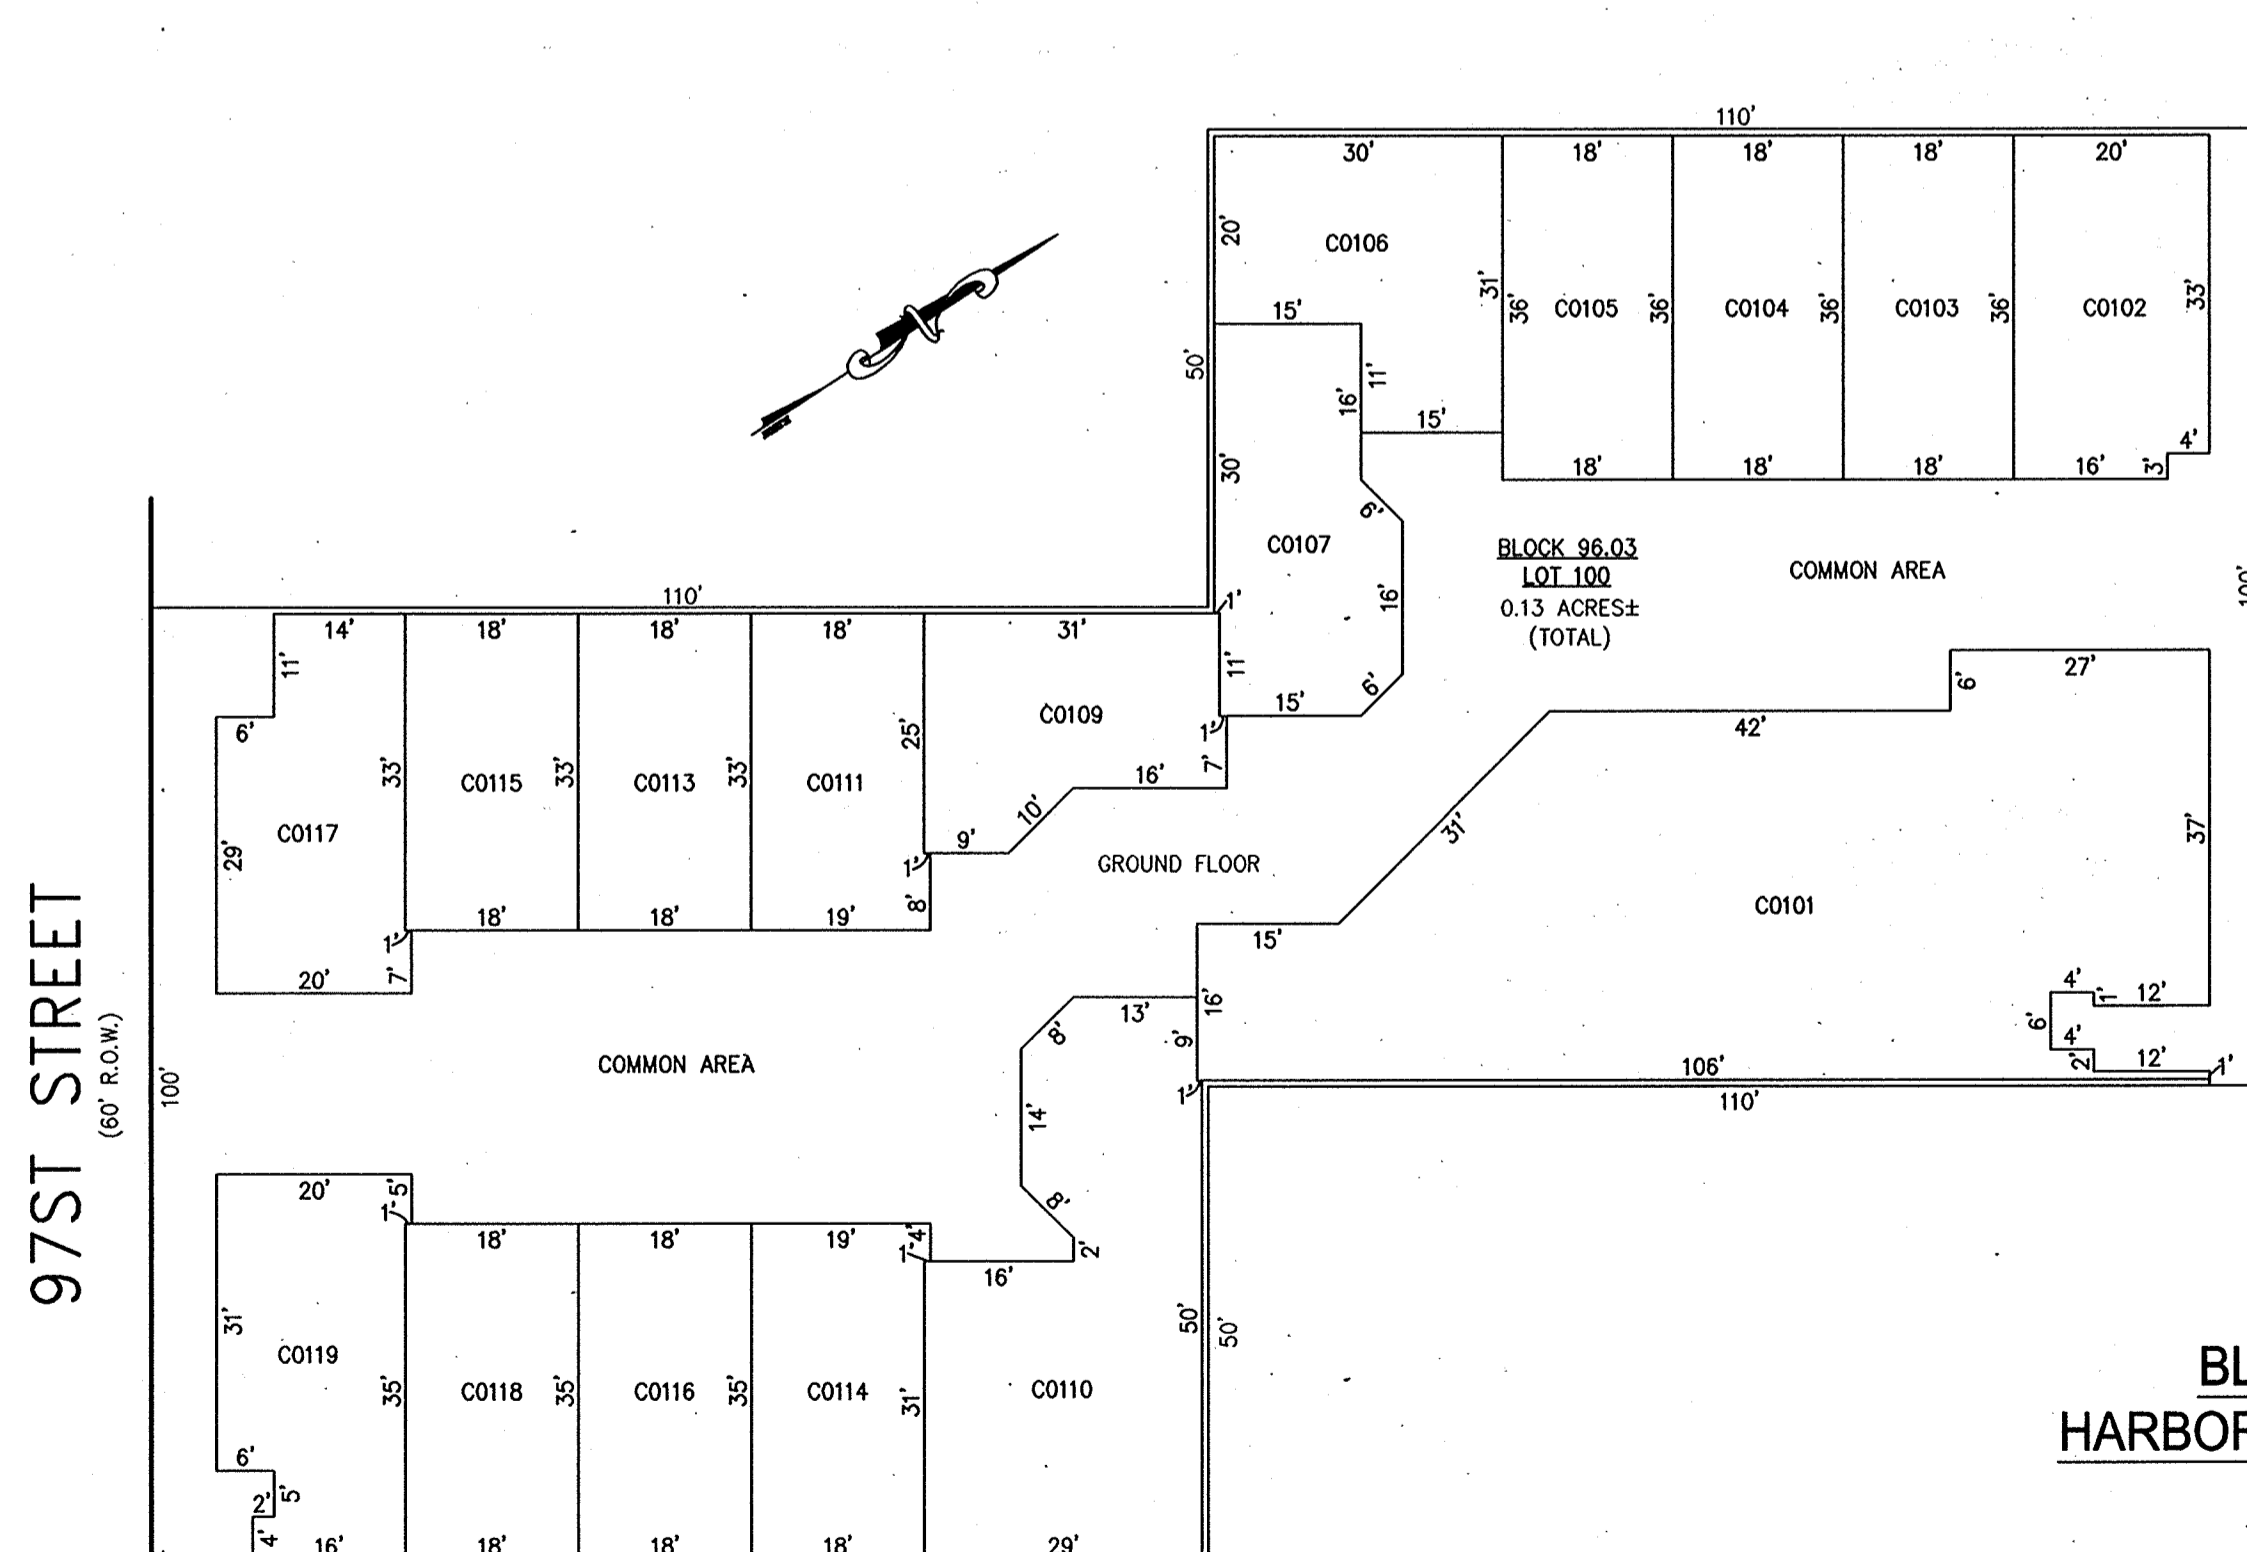 110'
30' 18' 18' 18' 20'
20'
C0106
31'
36' C0105 36' C0104 36' C0103 36' C0102 33'
15'
50'
16' 11'
15'
4'
30'
18' 18' 18' 16' 3'
6'
C0107
BLOCK 96.03
LOT 100
0.13 ACRES±
(TOTAL)
COMMON AREA
100'
16'
1'
110'
14' 18' 18' 18' 31'
11'
11'
6'
15'
6'
27'
6'
42'
C0109
1'
6'
25'
7'
16'
33' C0115 33' C0113 33' C0111
C0117
10'
9'
31'
37'
29'
1'
GROUND FLOOR
8'
C0101
18' 18' 19'
1'
15'
7'
20'
4'
1' 12'
16'
13'
8'
9'
6'
4'
2' 12'
1'
COMMON AREA
106'
1'
110'
14'
97ST STREET
(60' R.O.W.)
100'
20'
5'
1'
8'
18' 18' 19'
4'
1'
2'
16'
31'
C0119
35' C0118 35' C0116 35' C0114 31' C0110
50' 50'
BL
HARBOR
6'
5'
2'
4'
16' 18' 18' 18' 29'